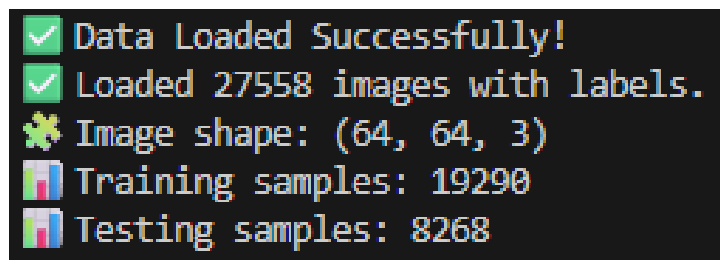 ✅ Data Loaded Successfully!
✅ Loaded 27558 images with labels.
🧩 Image shape: (64, 64, 3)
📊 Training samples: 19290
📊 Testing samples: 8268